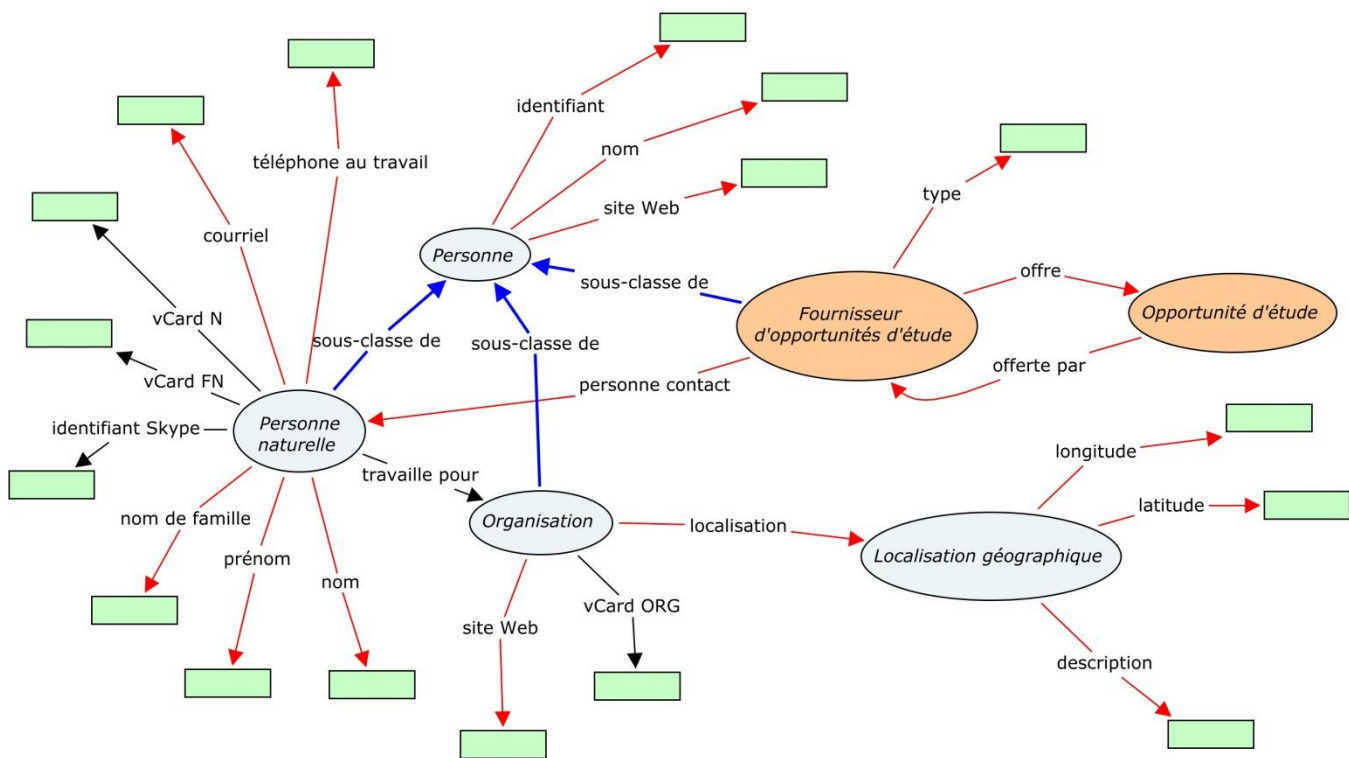 identifiant
nom
téléphone au travail
type
site Web
courriel
Personne
sous-classe de
offre
Fournisseur
d'opportunités d'étude
Opportunité d'étude
vCard N
sous-classe de
sous-classe de
offerte par
vCard FN
personne contact
identifiant Skype
Personne
naturelle
longitude
travaille pour
latitude
nom de famille
Organisation
localisation
Localisation géographique
prénom
nom
vCard ORG
site Web
description